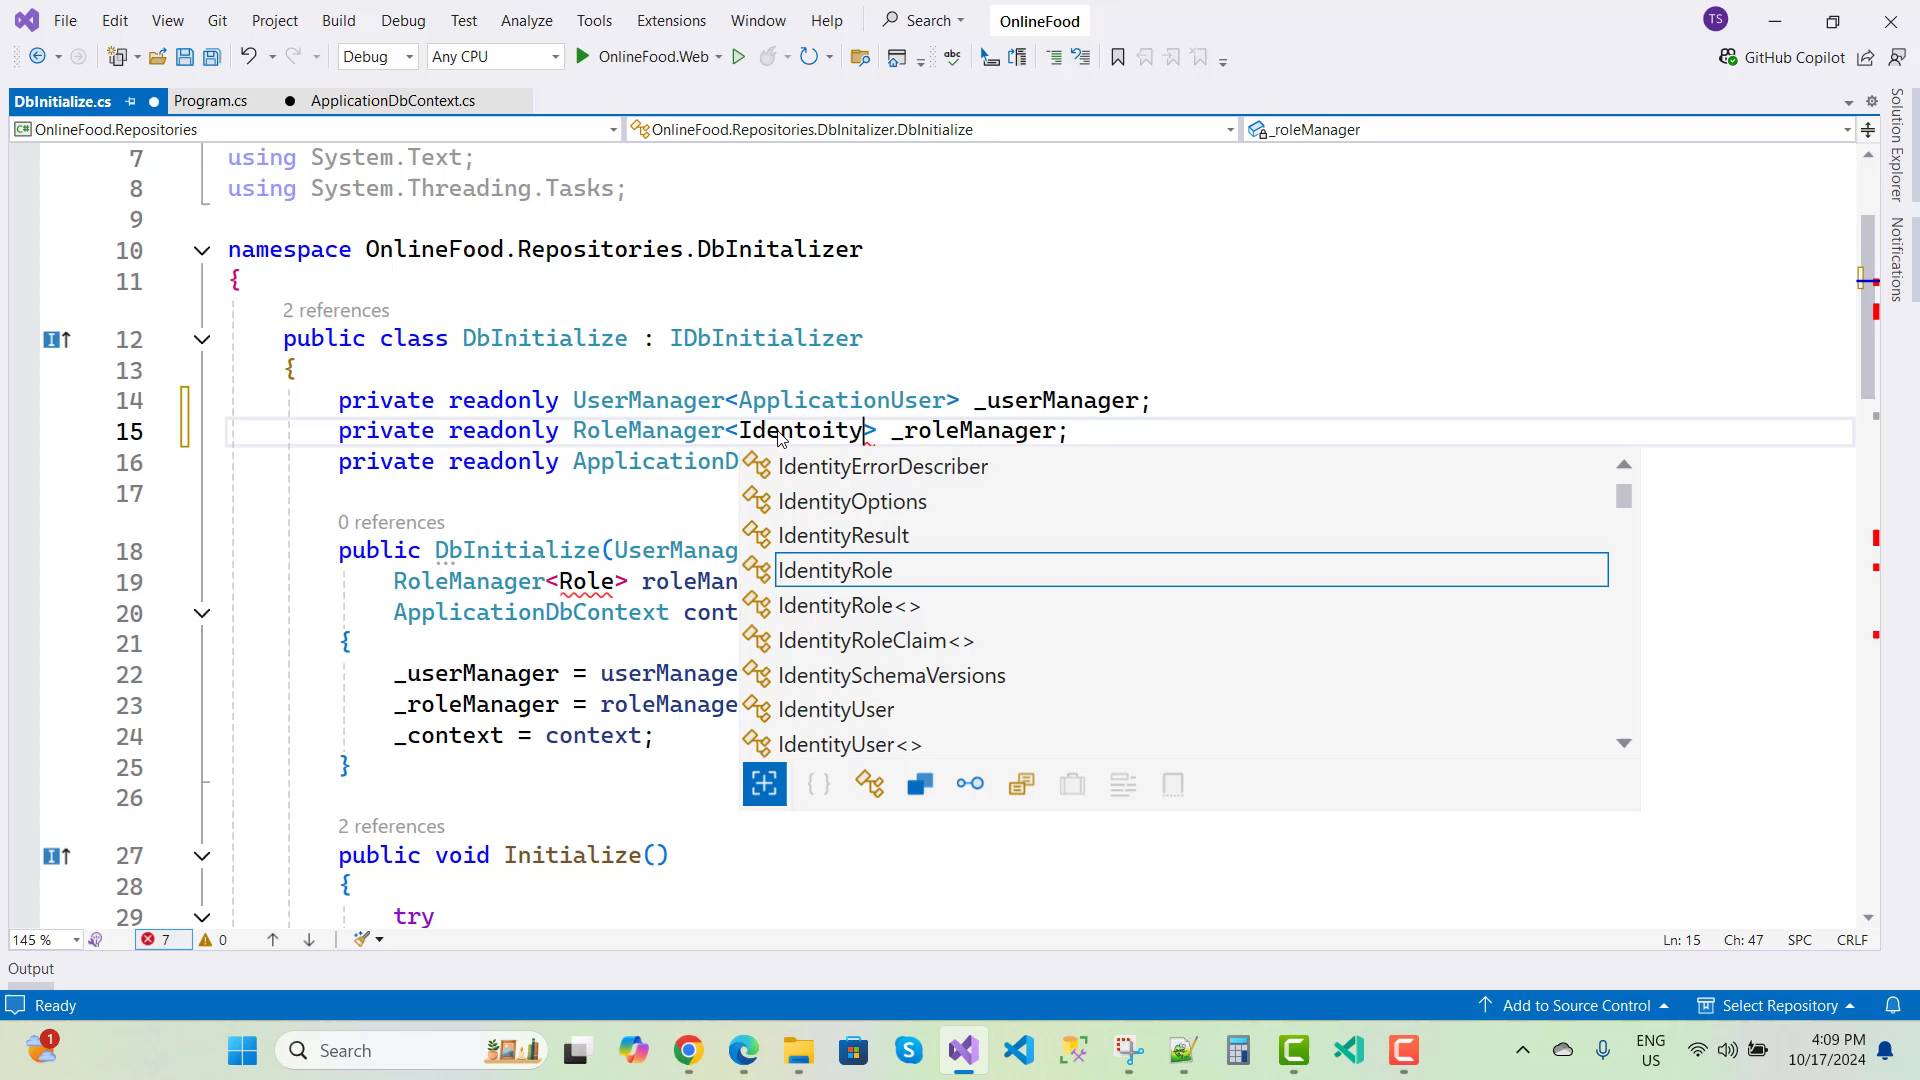 File Edit View Git Project Build Debug Test Analyze Tools Extensions Window Help Search OnlineFood TS
Debug Any CPU OnlineFood.Web abc GitHub Copilot
DbInitialize.cs Program.cs ApplicationDbContext.cs
C# OnlineFood.Repositories OnlineFood.Repositories.DbInitalizer.DbInitialize _roleManager
Solution Explorer
Notifications
7 using System.Text;
8 using System.Threading.Tasks;
9
10 namespace OnlineFood.Repositories.DbInitalizer
11 {
2 references
12 public class DbInitialize : IDbInitializer
13 {
14 private readonly UserManager<ApplicationUser> _userManager;
15 private readonly RoleManager<Identoity> _roleManager;
16 private readonly ApplicationD
17
0 references
18 public DbInitialize(UserManag
19 RoleManager<Role> roleMan
20 ApplicationDbContext cont
21 {
22 _userManager = userManage
23 _roleManager = roleManage
24 _context = context;
25 }
26
2 references
27 public void Initialize()
28 {
29 try
IdentityErrorDescriber
IdentityOptions
IdentityResult
IdentityRole
IdentityRole<>
IdentityRoleClaim<>
IdentitySchemaVersions
IdentityUser
IdentityUser<>
145 % 7 0 Ln: 15 Ch: 47 SPC CRLF
Output
Ready Add to Source Control Select Repository
1 Search ENG US 4:09 PM 10/17/2024